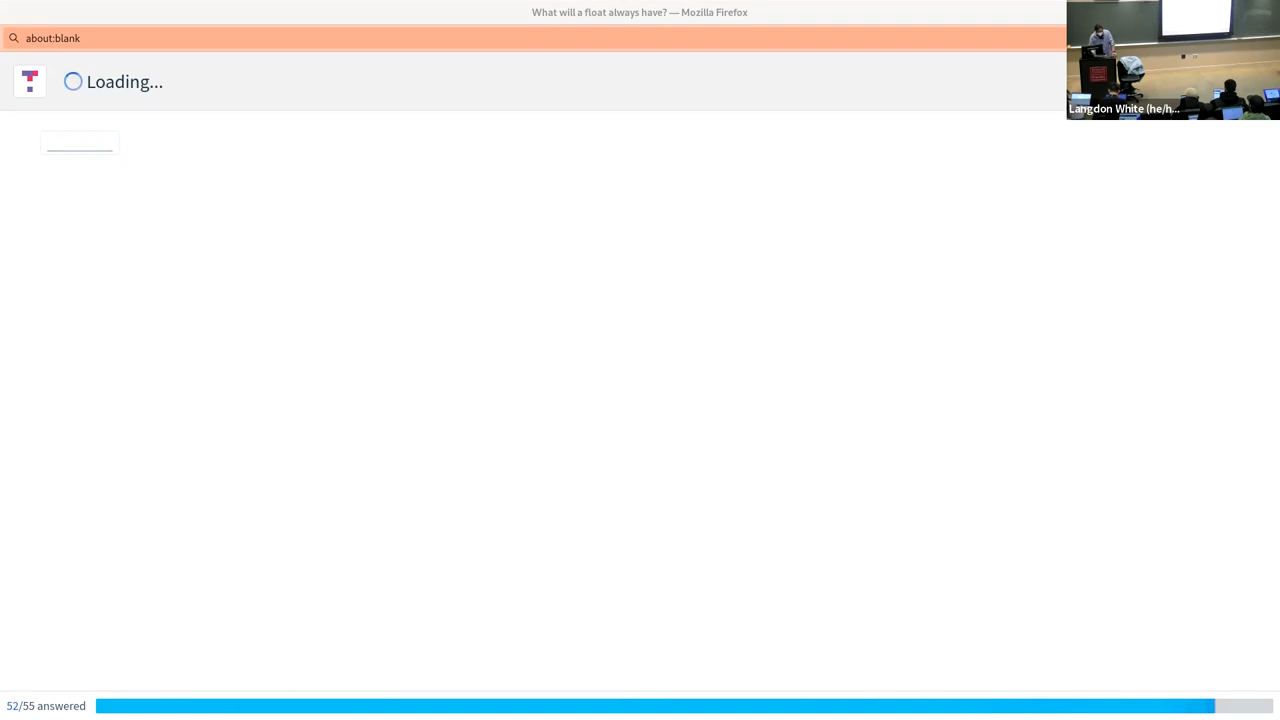 What will a float always have? — Mozilla Firefox
about:blank
Loading...
Langdon White (he/h...
52/55 answered